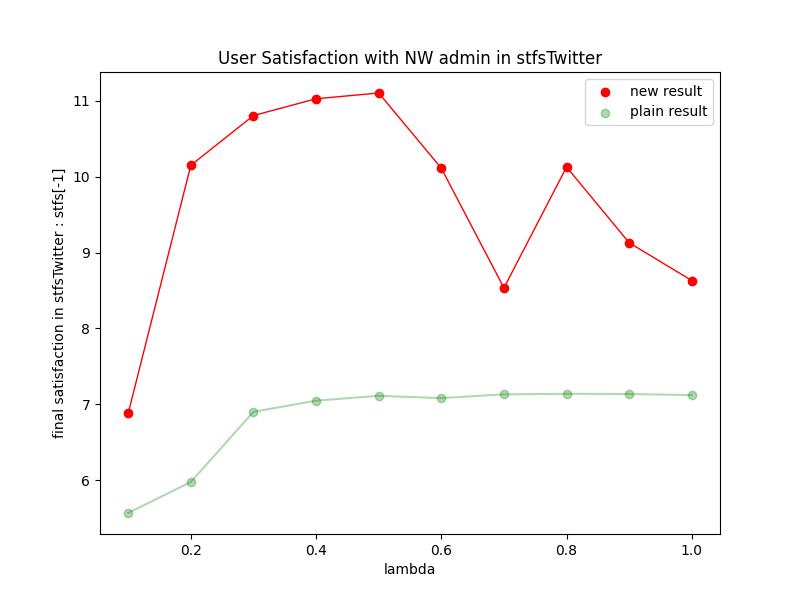 User Satisfaction with NW admin in stfsTwitter
new result
plain result
final satisfaction in stfsTwitter : stfs[-1]
11
10
9
8
7
6
0.2 0.4 0.6 0.8 1.0
lambda